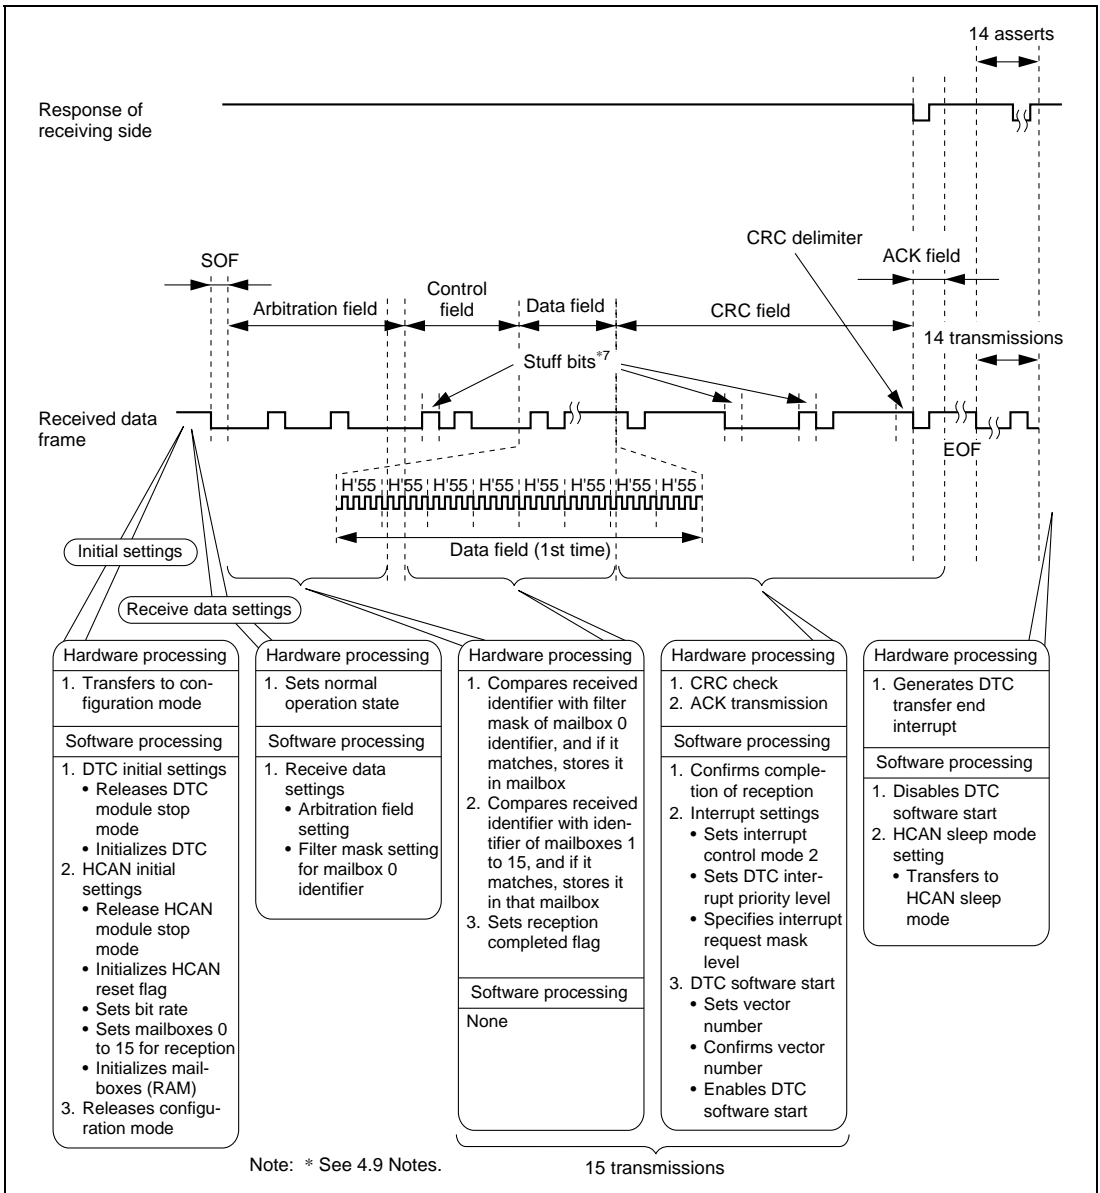 14 asserts
Response of
receiving side
CRC delimiter
SOF
ACK field
Arbitration field
Control
field
Data field
CRC field
14 transmissions
Stuff bits*7
Received data
frame
EOF
H'55 H'55 H'55 H'55 H'55 H'55 H'55 H'55
Data field (1st time)
Initial settings
Receive data settings
Hardware processing
1. Transfers to con-
figuration mode
Software processing
1. DTC initial settings
• Releases DTC
module stop
mode
• Initializes DTC
2. HCAN initial
settings
• Release HCAN
module stop
mode
• Initializes HCAN
reset flag
• Sets bit rate
• Sets mailboxes 0
to 15 for reception
• Initializes mail-
boxes (RAM)
3. Releases configu-
ration mode
Hardware processing
1. Sets normal
operation state
Software processing
1. Receive data
settings
• Arbitration field
setting
• Filter mask setting
for mailbox 0
identifier
Hardware processing
1. Compares received
identifier with filter
mask of mailbox 0
identifier, and if it
matches, stores it
in mailbox
2. Compares received
identifier with iden-
tifier of mailboxes 1
to 15, and if it
matches, stores it
in that mailbox
3. Sets reception
completed flag
Software processing
None
Hardware processing
1. CRC check
2. ACK transmission
Software processing
1. Confirms comple-
tion of reception
2. Interrupt settings
• Sets interrupt
control mode 2
• Sets DTC inter-
rupt priority level
• Specifies interrupt
request mask
level
3. DTC software start
• Sets vector
number
• Confirms vector
number
• Enables DTC
software start
Hardware processing
1. Generates DTC
transfer end
interrupt
Software processing
1. Disables DTC
software start
2. HCAN sleep mode
setting
• Transfers to
HCAN sleep
mode
Note: * See 4.9 Notes.
15 transmissions